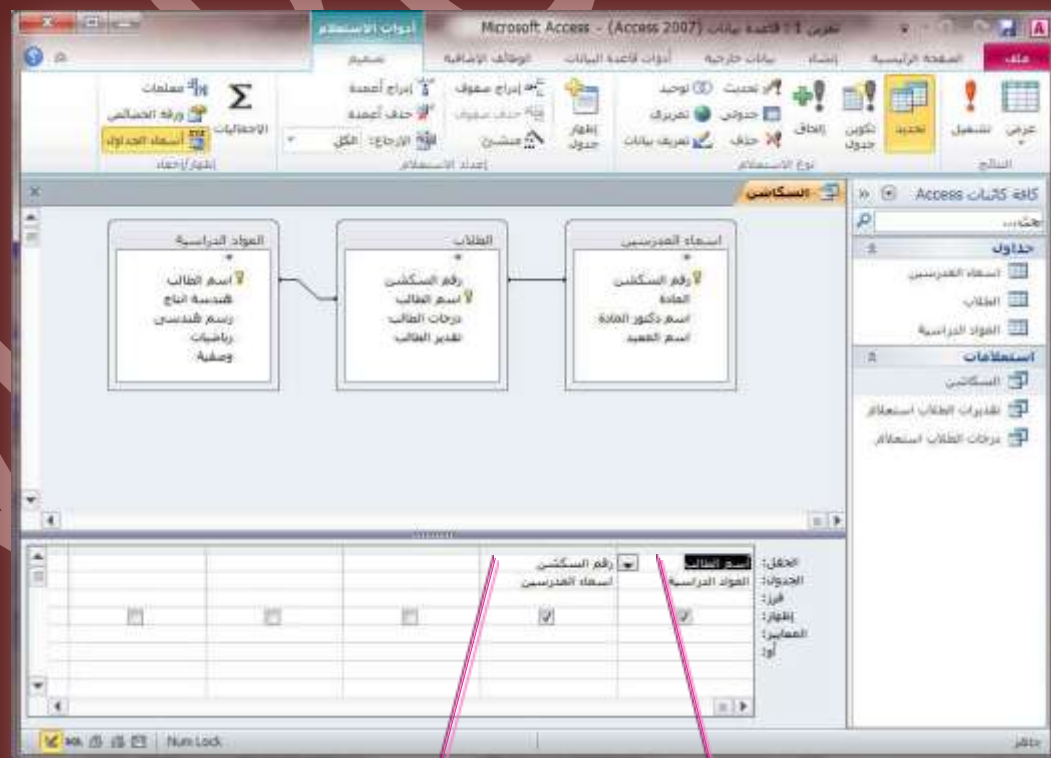 تمرين 1 : قاعدة بيانات (Access 2007) - Microsoft Access
أدوات الاستعلام
ملف
الصفحة الرئيسية
إنشاء
بيانات خارجية
أدوات قاعدة البيانات
الوظائف الإضافية
تصميم
عرض
تشغيل
تحديد
تكوين جدول
إلحاق
تحديث
توحيد
جدولي
تمريري
حذف
تعريف بيانات
إظهار جدول
إدراج صفوف
حذف صفوف
منشئ
إدراج أعمدة
حذف أعمدة
الإرجاع: الكل
الإجماليات
معلمات
ورقة الخصائص
أسماء الجداول
النتائج
نوع الاستعلام
إعداد الاستعلام
إظهار/إخفاء
كافة كائنات Access
بحث...
جداول
اسماء المدرسين
الطلاب
المواد الدراسية
استعلامات
السكاشن
تقديرات الطلاب استعلام
درجات الطلاب استعلام
السكاشن
اسماء المدرسين
*
رقم السكشن
المادة
اسم دكتور المادة
اسم المعيد
الطلاب
*
رقم السكشن
اسم الطالب
درجات الطالب
تقدير الطالب
المواد الدراسية
*
اسم الطالب
هندسة انتاج
رسم هندسى
رياضيات
وصفية
الحقل: اسم الطالب رقم السكشن
الجدول: المواد الدراسية اسماء المدرسين
فرز:
إظهار:
المعايير:
أو:
جاهز
Num Lock
SQL